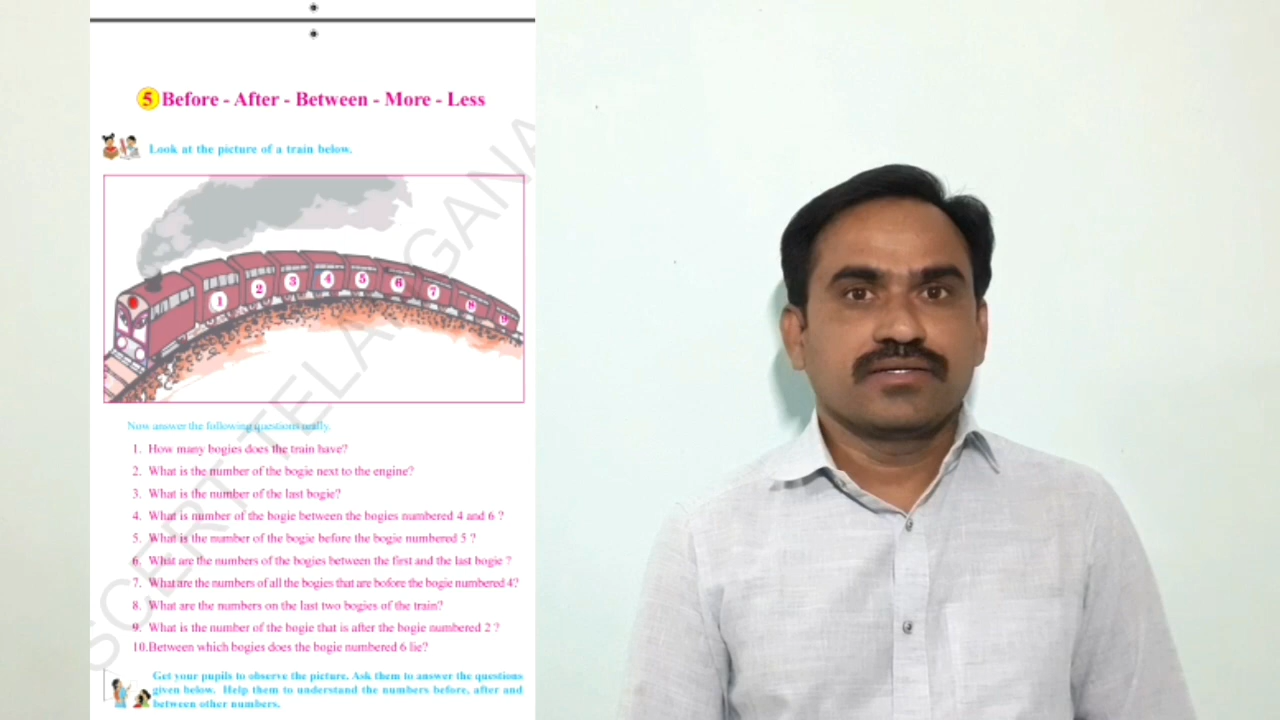 5 Before - After - Between - More - Less
Look at the picture of a train below.
1 2 3 4 5 6 7 8 9
Now answer the following questions orally.
1. How many bogies does the train have?
2. What is the number of the bogie next to the engine?
3. What is the number of the last bogie?
4. What is number of the bogie between the bogies numbered 4 and 6 ?
5. What is the number of the bogie before the bogie numbered 5 ?
6. What are the numbers of the bogies between the first and the last bogie ?
7. What are the numbers of all the bogies that are before the bogie numbered 4?
8. What are the numbers on the last two bogies of the train?
9. What is the number of the bogie that is after the bogie numbered 2 ?
10.Between which bogies does the bogie numbered 6 lie?
Get your pupils to observe the picture. Ask them to answer the questions
given below. Help them to understand the numbers before, after and
between other numbers.
SCERT TELANGANA